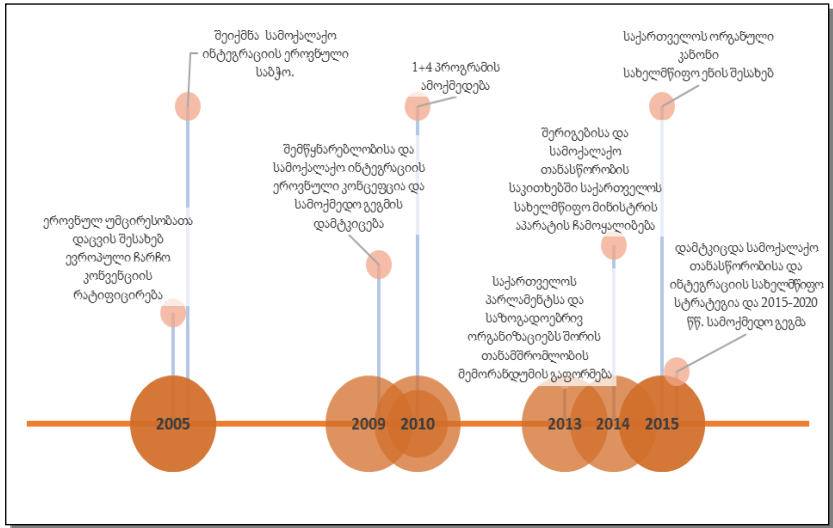 შეიქმნა სამოქალაქო
ინტეგრაციის ეროვნული
საბჭო.
ეროვნულ უმცირესობათა
დაცვის შესახებ
ევროპული ჩარჩო
კონვენციის
რატიფიცირება
შემწყნარებლობისა და
სამოქალაქო ინტეგრაციის
ეროვნული კონცეფცია და
სამოქმედო გეგმის
დამტკიცება
1+4 პროგრამის
ამოქმედება
საქართველოს
პარლამენტსა და
საზოგადოებრივ
ორგანიზაციებს შორის
თანამშრომლობის
მემორანდუმის გაფორმება
შერიგებისა და
სამოქალაქო
თანასწორობის
საკითხებში საქართველოს
სახელმწიფო მინისტრის
აპარატის ჩამოყალიბება
საქართველოს ორგანული
კანონი
სახელმწიფო ენის შესახებ
დამტკიცდა სამოქალაქო
თანასწორობისა და
ინტეგრაციის სახელმწიფო
სტრატეგია და 2015-2020
წწ. სამოქმედო გეგმა
2005
2009
2010
2013
2014
2015